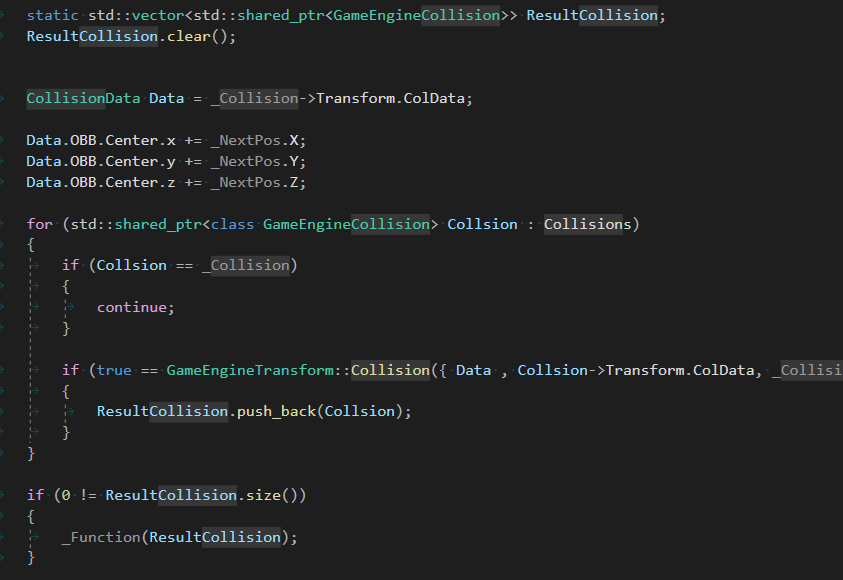 static std::vector<std::shared_ptr<GameEngineCollision>> ResultCollision;
ResultCollision.clear();
CollisionData Data = _Collision->Transform.ColData;
Data.OBB.Center.x += _NextPos.X;
Data.OBB.Center.y += _NextPos.Y;
Data.OBB.Center.z += _NextPos.Z;
for (std::shared_ptr<class GameEngineCollision> Collsion : Collisions)
{
if (Collsion == _Collision)
{
continue;
}
if (true == GameEngineTransform::Collision({ Data , Collsion->Transform.ColData, _Collisi
{
ResultCollision.push_back(Collsion);
}
}
if (0 != ResultCollision.size())
{
_Function(ResultCollision);
}